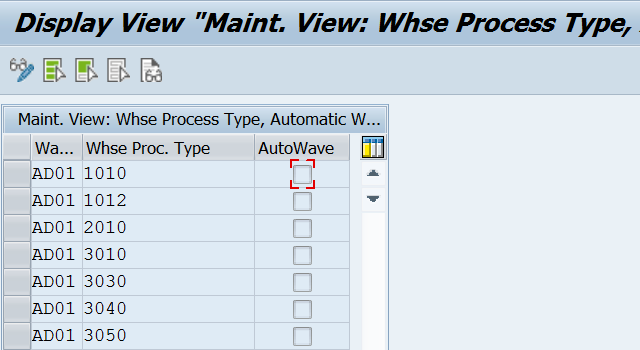 Display View "Maint. View: Whse Process Type,
Maint. View: Whse Process Type, Automatic W...
Wa... Whse Proc. Type AutoWave
AD01 1010
AD01 1012
AD01 2010
AD01 3010
AD01 3030
AD01 3040
AD01 3050